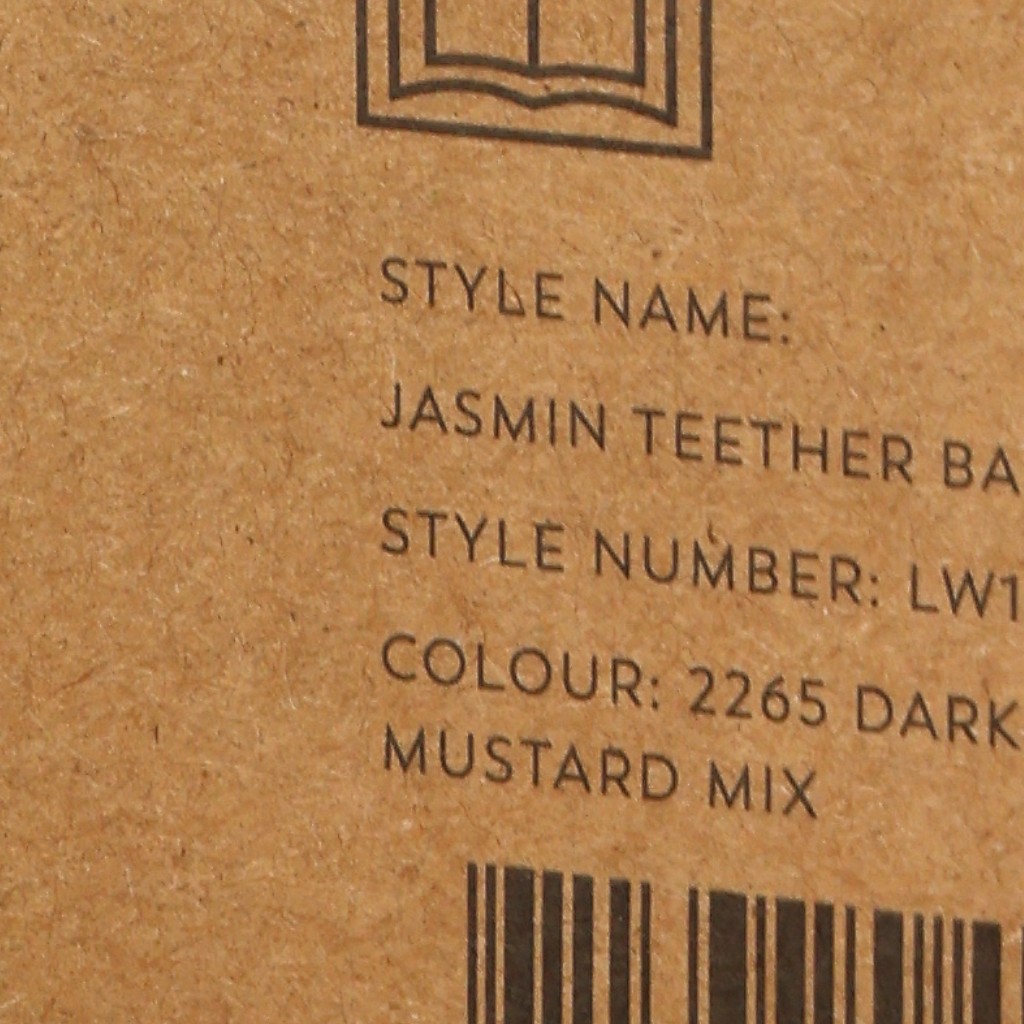 STYLE NAME:
JASMIN TEETHER BA
STYLE NUMBER: LW1
COLOUR: 2265 DARK
MUSTARD MIX